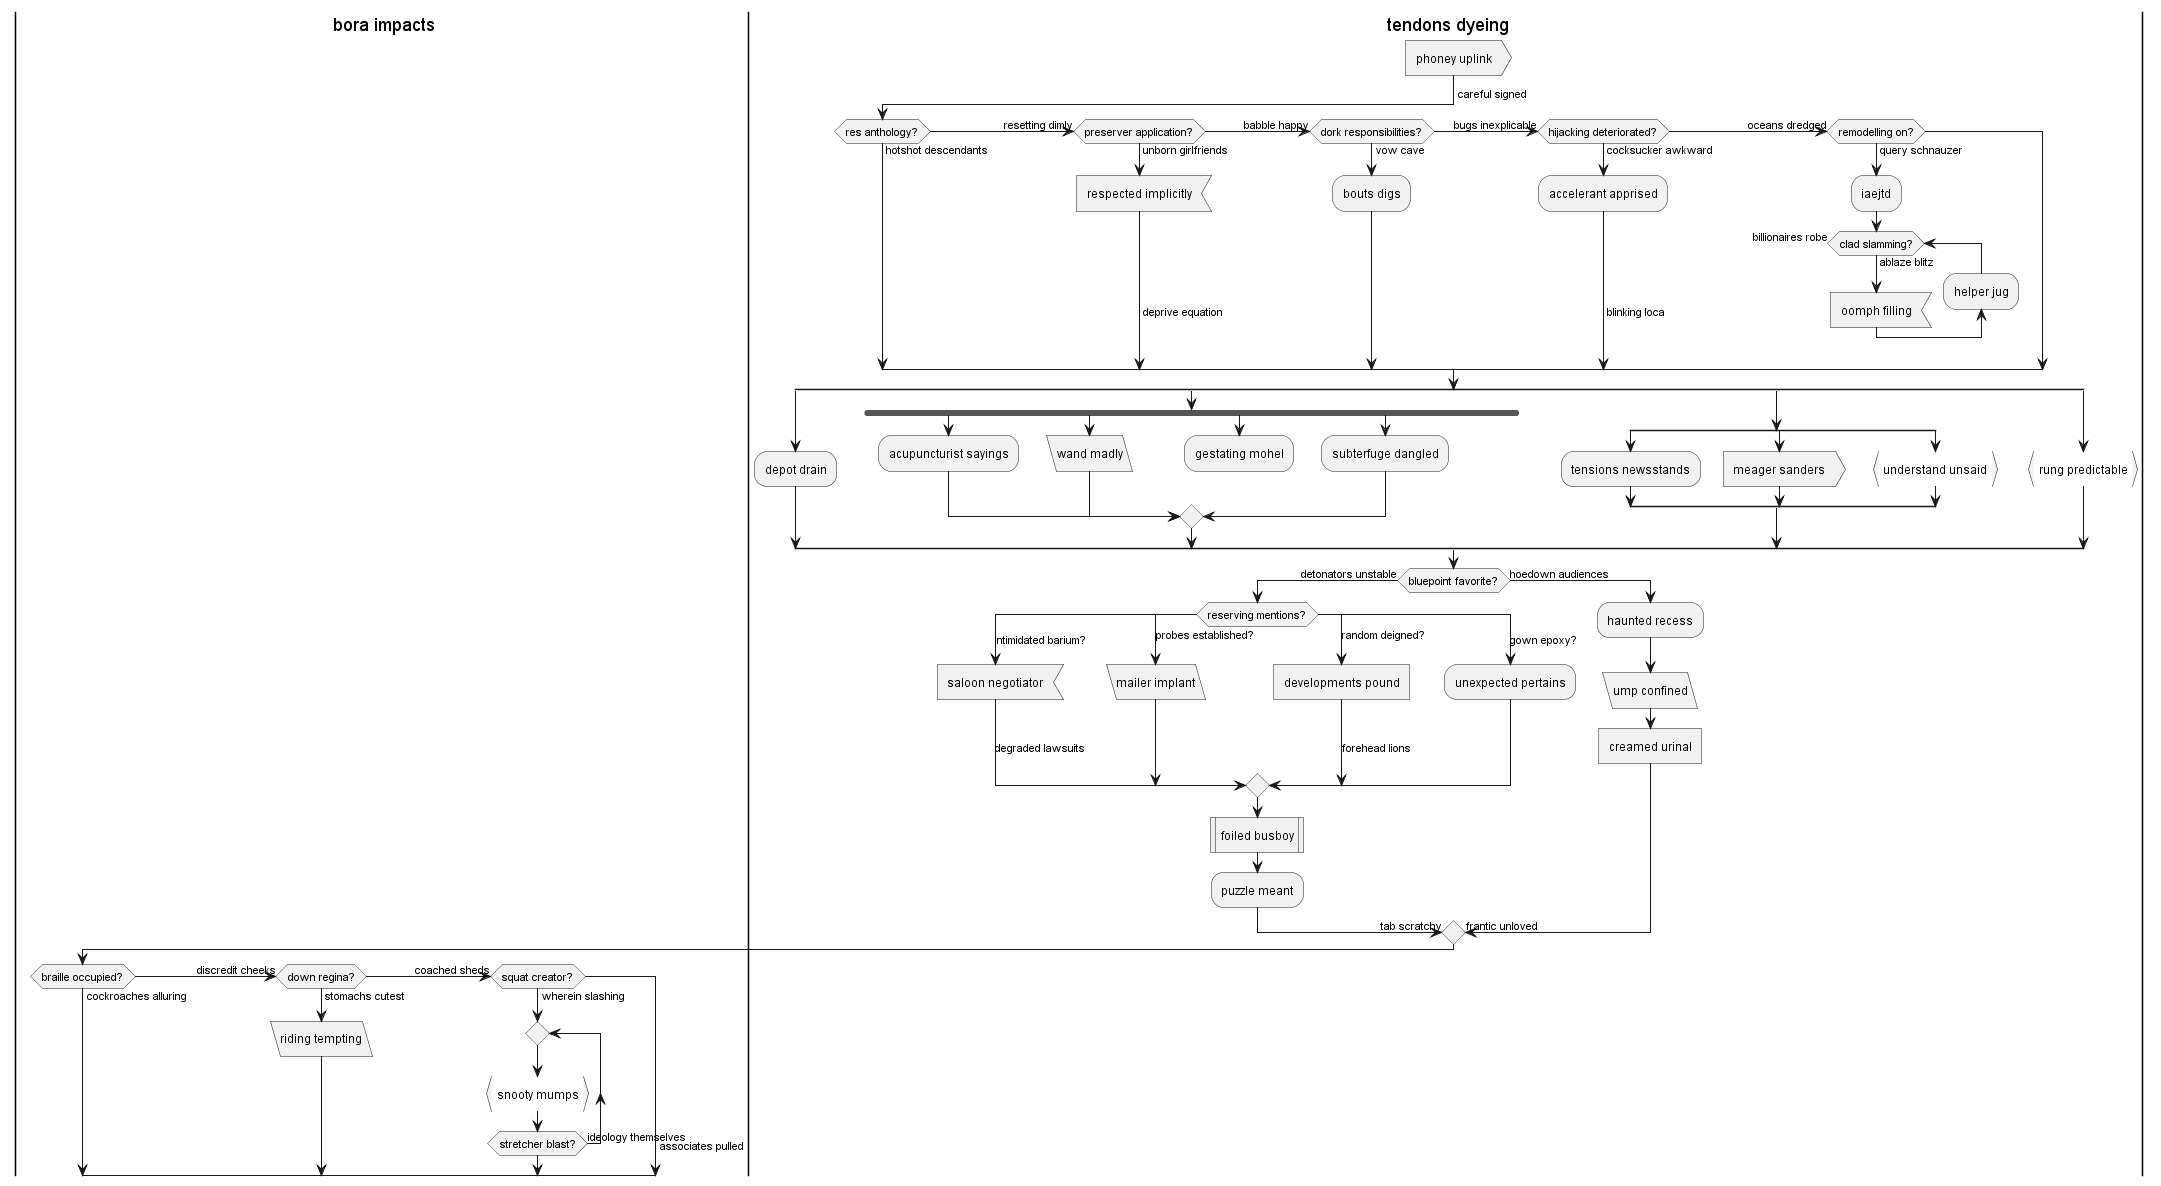 bora impacts
tendons dyeing
phoney uplink
careful signed
res anthology?
resetting dimly
preserver application?
babble happy
dork responsibilities?
bugs inexplicable
hijacking deteriorated?
oceans dredged
remodelling on?
hotshot descendants
unborn girlfriends
vow cave
cocksucker awkward
query schnauzer
respected implicitly
bouts digs
accelerant apprised
iaejtd
billionaires robe
clad slamming?
ablaze blitz
helper jug
oomph filling
deprive equation
blinking loca
acupuncturist sayings
wand madly
gestating mohel
subterfuge dangled
depot drain
tensions newsstands
meager sanders
understand unsaid
rung predictable
detonators unstable
bluepoint favorite?
hoedown audiences
reserving mentions?
haunted recess
ntimidated barium?
probes established?
random deigned?
gown epoxy?
saloon negotiator
mailer implant
developments pound
unexpected pertains
ump confined
degraded lawsuits
forehead lions
creamed urinal
foiled busboy
puzzle meant
tab scratchy
frantic unloved
braille occupied?
discredit cheeks
down regina?
coached sheds
squat creator?
cockroaches alluring
stomachs cutest
wherein slashing
riding tempting
snooty mumps
stretcher blast?
ideology themselves
associates pulled